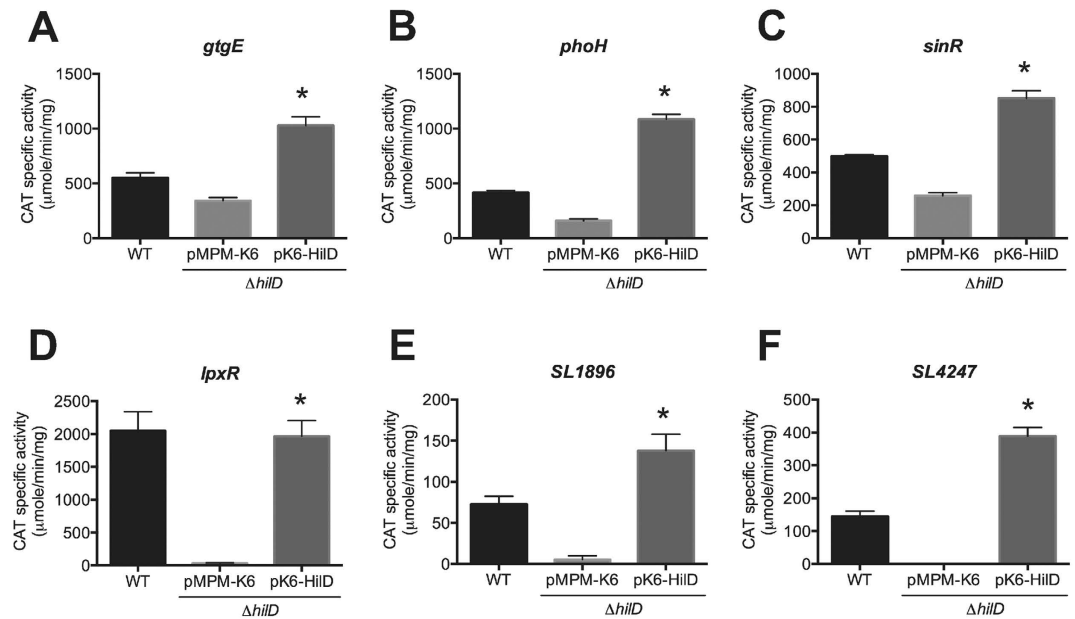 A
gtgE
CAT specific activity
(µmole/min/mg)
1500
1000
500
0
WT
pMPM-K6
pK6-HilD
ΔhilD
*
B
phoH
CAT specific activity
(µmole/min/mg)
1500
1000
500
0
WT
pMPM-K6
pK6-HilD
ΔhilD
*
C
sinR
CAT specific activity
(µmole/min/mg)
1000
800
600
400
200
0
WT
pMPM-K6
pK6-HilD
ΔhilD
*
D
lpxR
CAT specific activity
(µmole/min/mg)
2500
2000
1500
1000
500
0
WT
pMPM-K6
pK6-HilD
ΔhilD
*
E
SL1896
CAT specific activity
(µmole/min/mg)
200
150
100
50
0
WT
pMPM-K6
pK6-HilD
ΔhilD
*
F
SL4247
CAT specific activity
(µmole/min/mg)
500
400
300
200
100
0
WT
pMPM-K6
pK6-HilD
ΔhilD
*